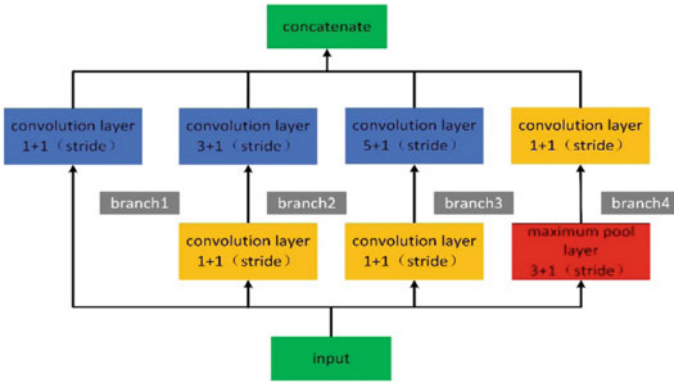 concatenate
convolution layer
1+1（stride）
convolution layer
3+1（stride）
convolution layer
5+1（stride）
convolution layer
1+1（stride）
branch1
branch2
branch3
branch4
convolution layer
1+1（stride）
convolution layer
1+1（stride）
maximum pool
layer
3+1（stride）
input